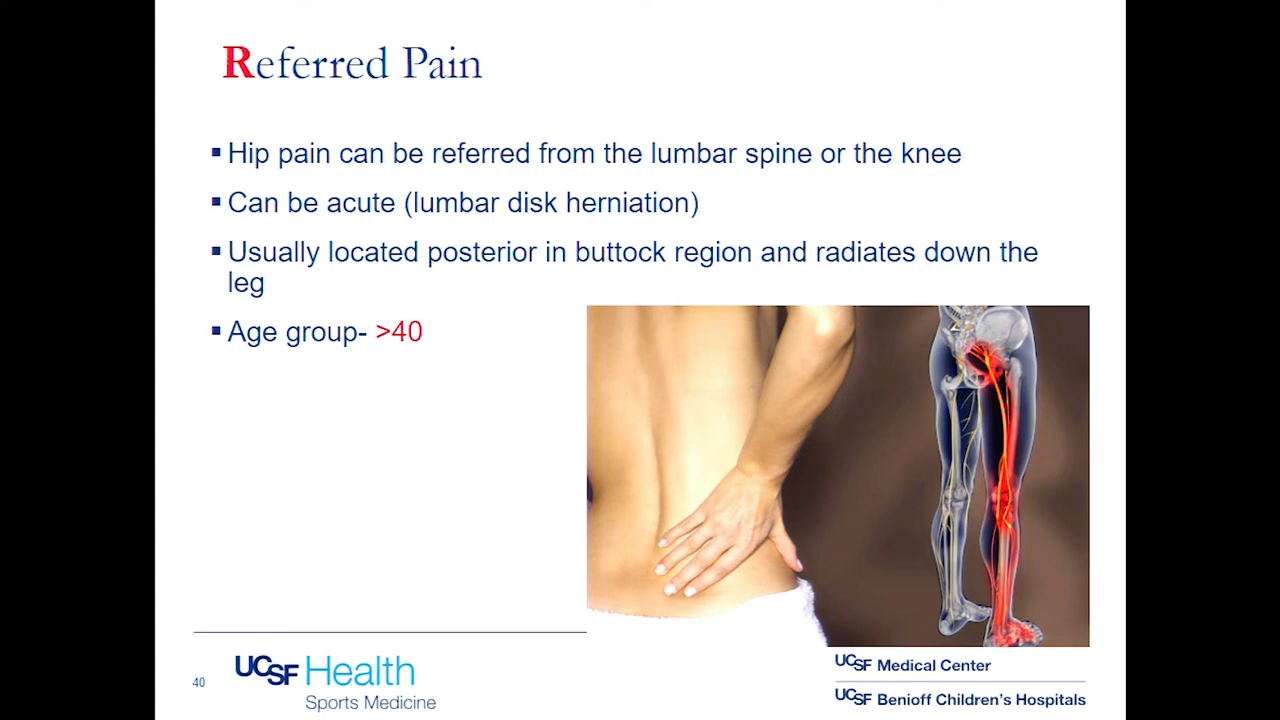 Referred Pain
▪ Hip pain can be referred from the lumbar spine or the knee
▪ Can be acute (lumbar disk herniation)
▪ Usually located posterior in buttock region and radiates down the
leg
▪ Age group- >40
40
UCSF Health
Sports Medicine
UCSF Medical Center
UCSF Benioff Children's Hospitals